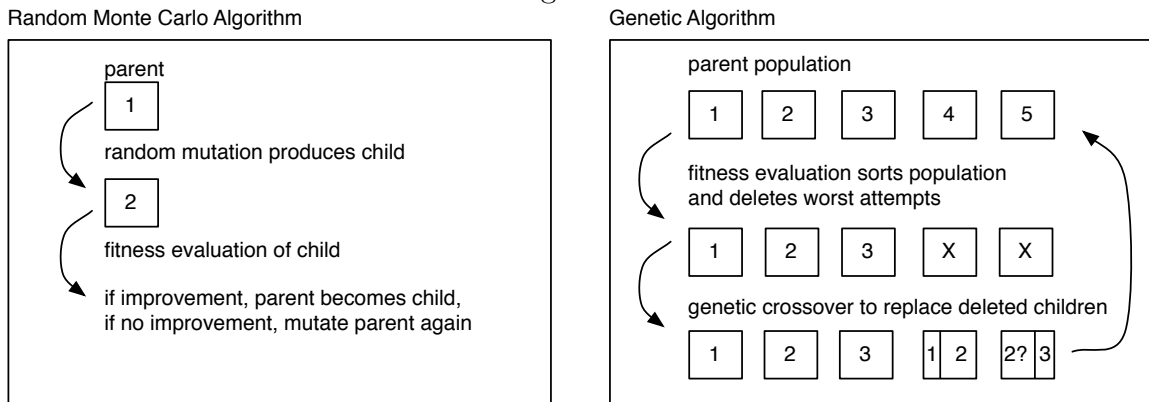 Random Monte Carlo Algorithm
parent
1
random mutation produces child
2
fitness evaluation of child
if improvement, parent becomes child,
if no improvement, mutate parent again
Genetic Algorithm
parent population
1 2 3 4 5
fitness evaluation sorts population
and deletes worst attempts
1 2 3 X X
genetic crossover to replace deleted children
1 2 3 1 2 2? 3